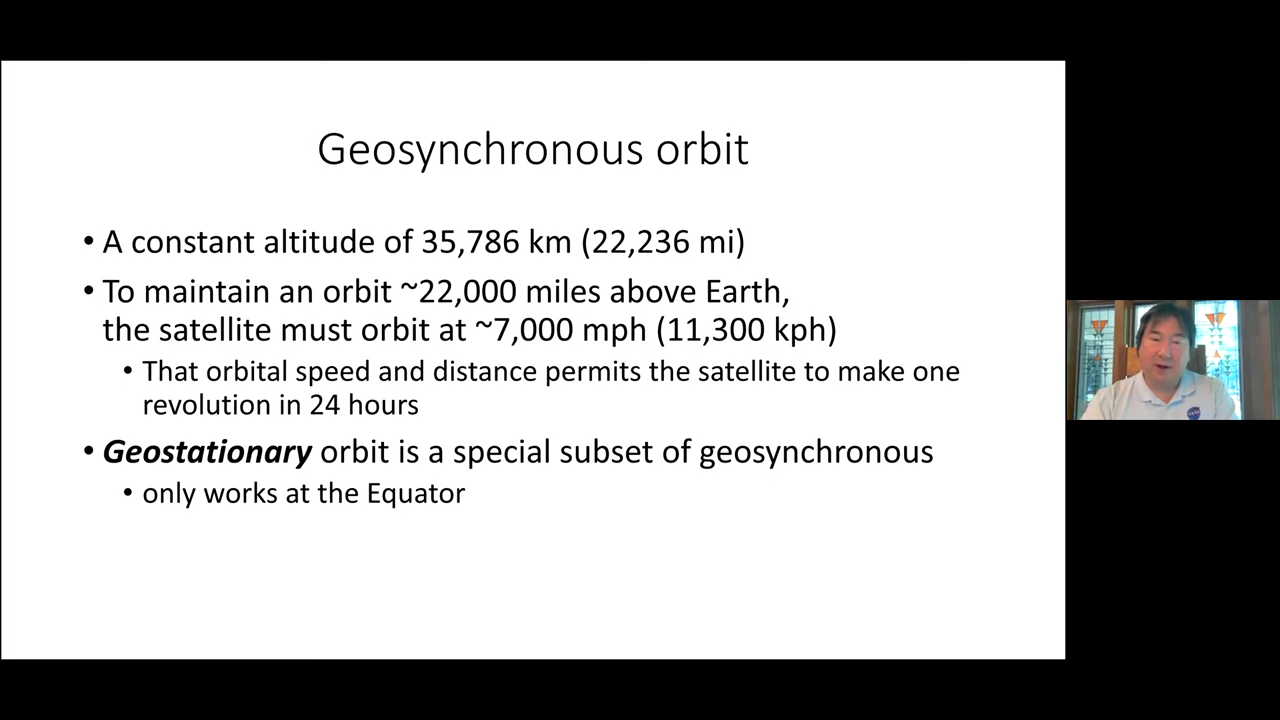 Geosynchronous orbit
• A constant altitude of 35,786 km (22,236 mi)
• To maintain an orbit ~22,000 miles above Earth,
the satellite must orbit at ~7,000 mph (11,300 kph)
• That orbital speed and distance permits the satellite to make one
revolution in 24 hours
• Geostationary orbit is a special subset of geosynchronous
• only works at the Equator
NASA